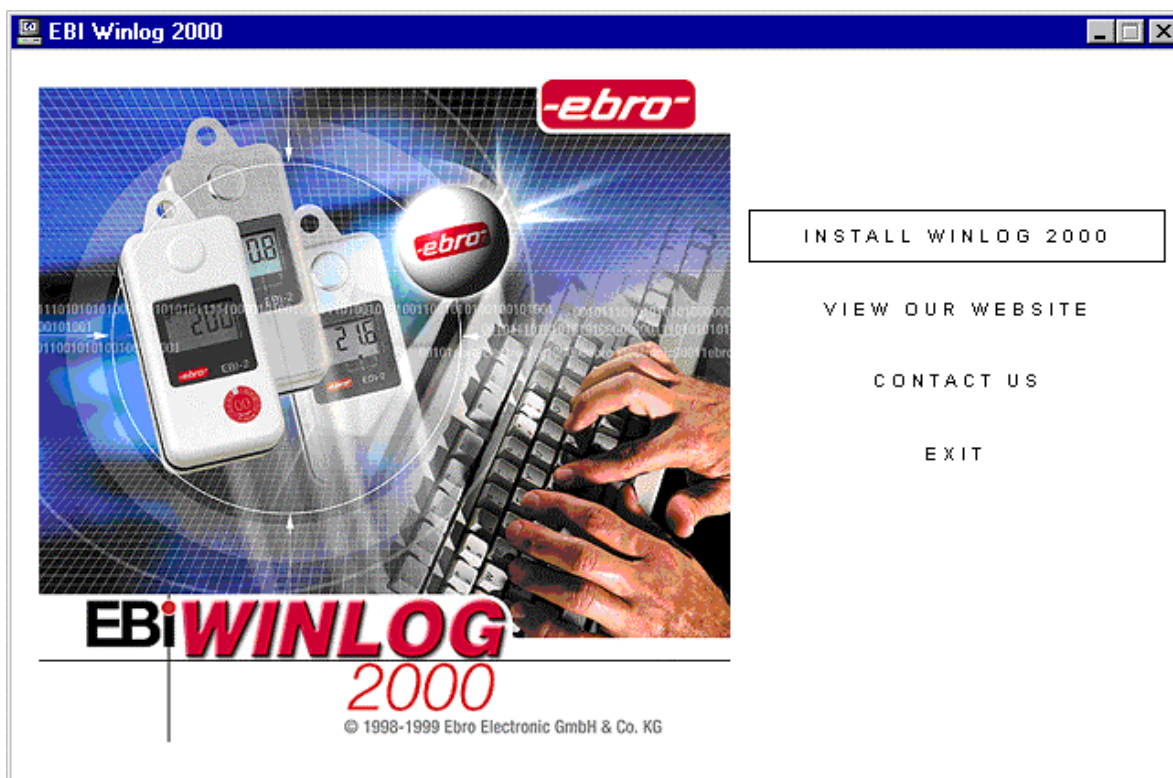 EBI Winlog 2000
-ebro-
INSTALL WINLOG 2000
0.8
EBI-2
-ebro-
VIEW OUR WEBSITE
200
21.6
-ebro- EBI-2
-ebro- EBI-2
CONTACT US
EXIT
EBi WINLOG
2000
© 1998-1999 Ebro Electronic GmbH & Co. KG